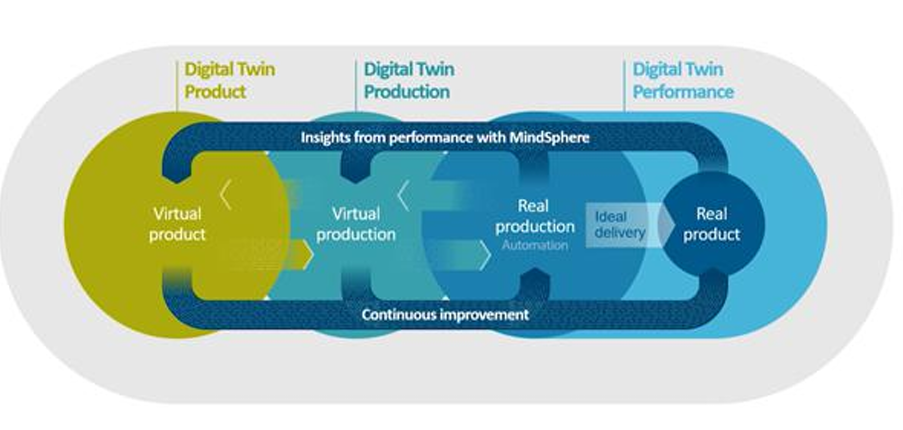 Digital Twin
Product
Digital Twin
Production
Digital Twin
Performance
Insights from performance with MindSphere
Virtual
product
Virtual
production
Real
production
Automation
Ideal
delivery
Real
product
Continuous improvement